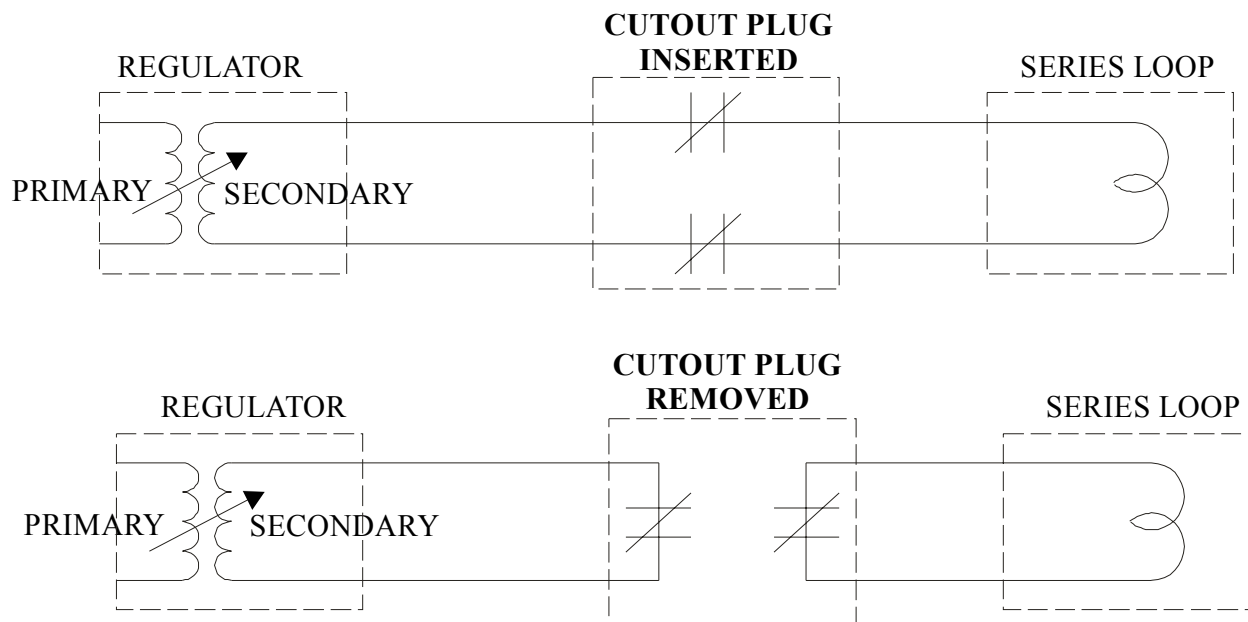 CUTOUT PLUG
INSERTED
REGULATOR
SERIES LOOP
PRIMARY
SECONDARY
CUTOUT PLUG
REMOVED
REGULATOR
SERIES LOOP
PRIMARY
SECONDARY